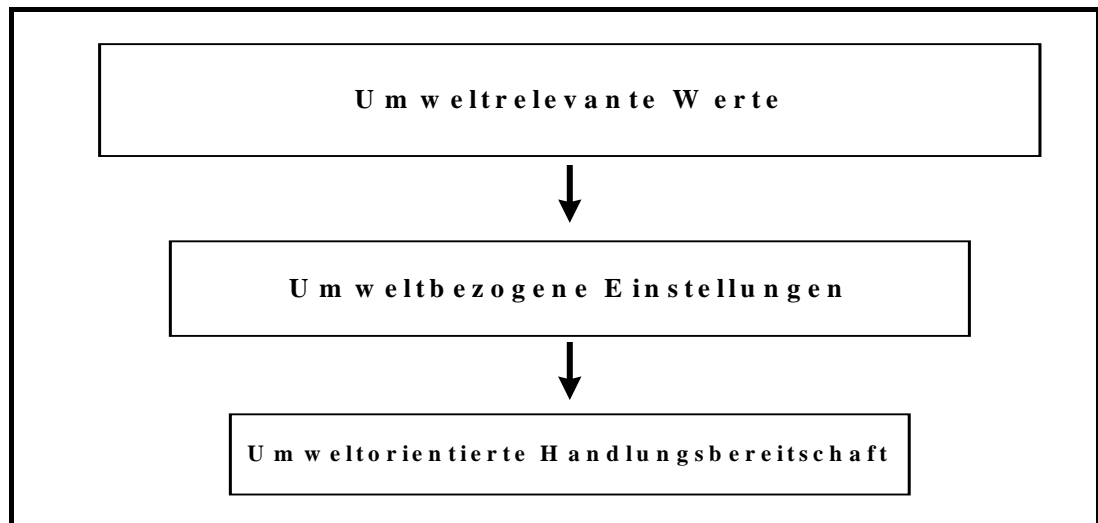 Umweltrelevante Werte
Umweltbezogene Einstellungen
Umweltorientierte Handlungsbereitschaft